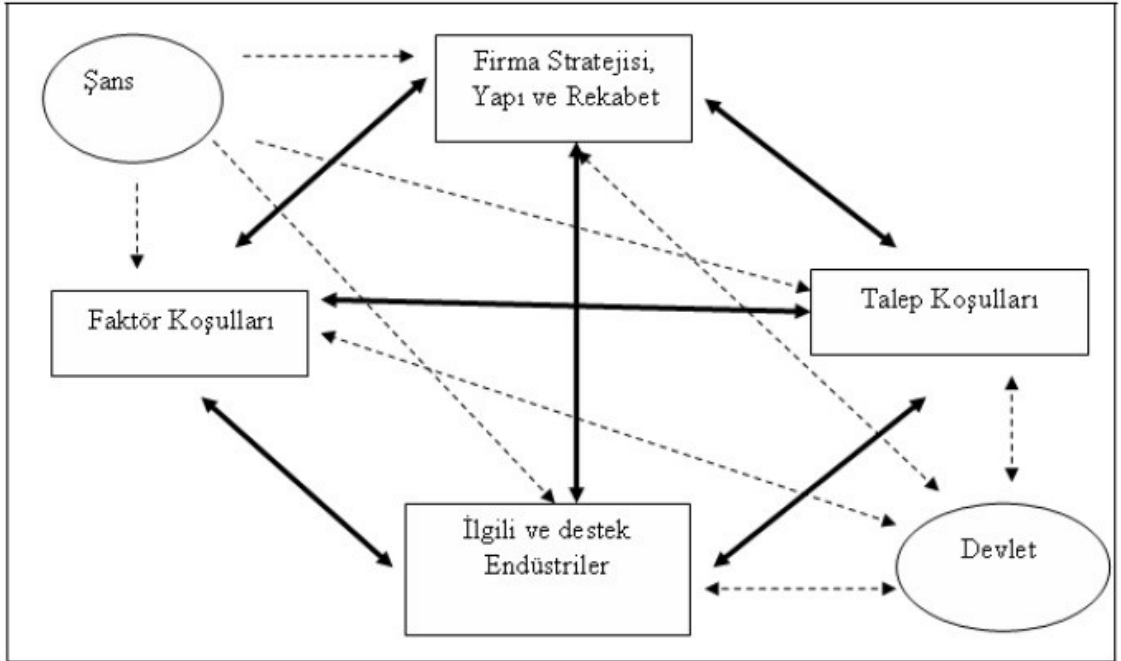 Şans
Firma Stratejisi,
Yapı ve Rekabet
Faktör Koşulları
Talep Koşulları
İlgili ve destek
Endüstriler
Devlet